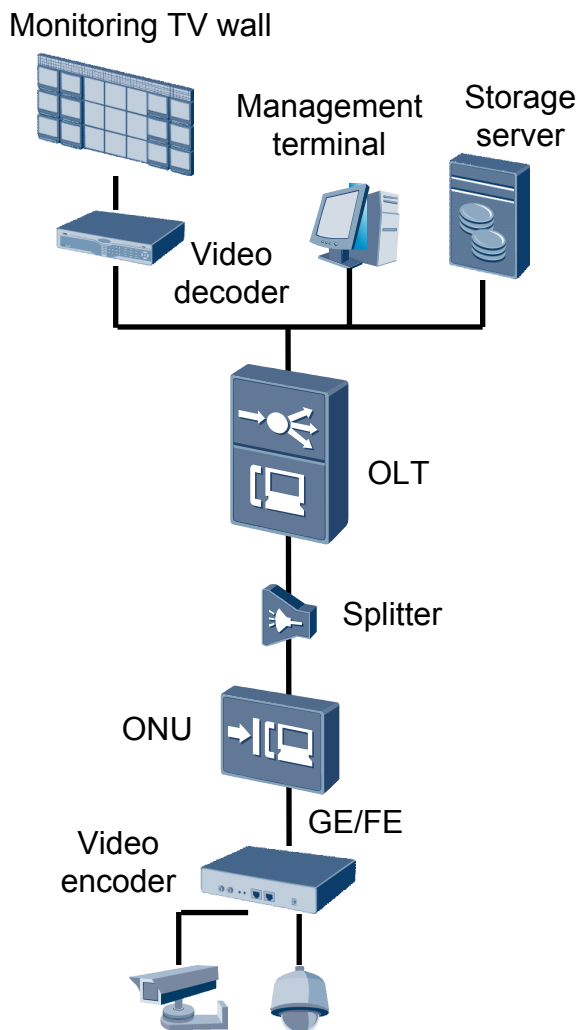 Monitoring TV wall
Management
terminal
Storage
server
Video
decoder
OLT
Splitter
ONU
GE/FE
Video
encoder